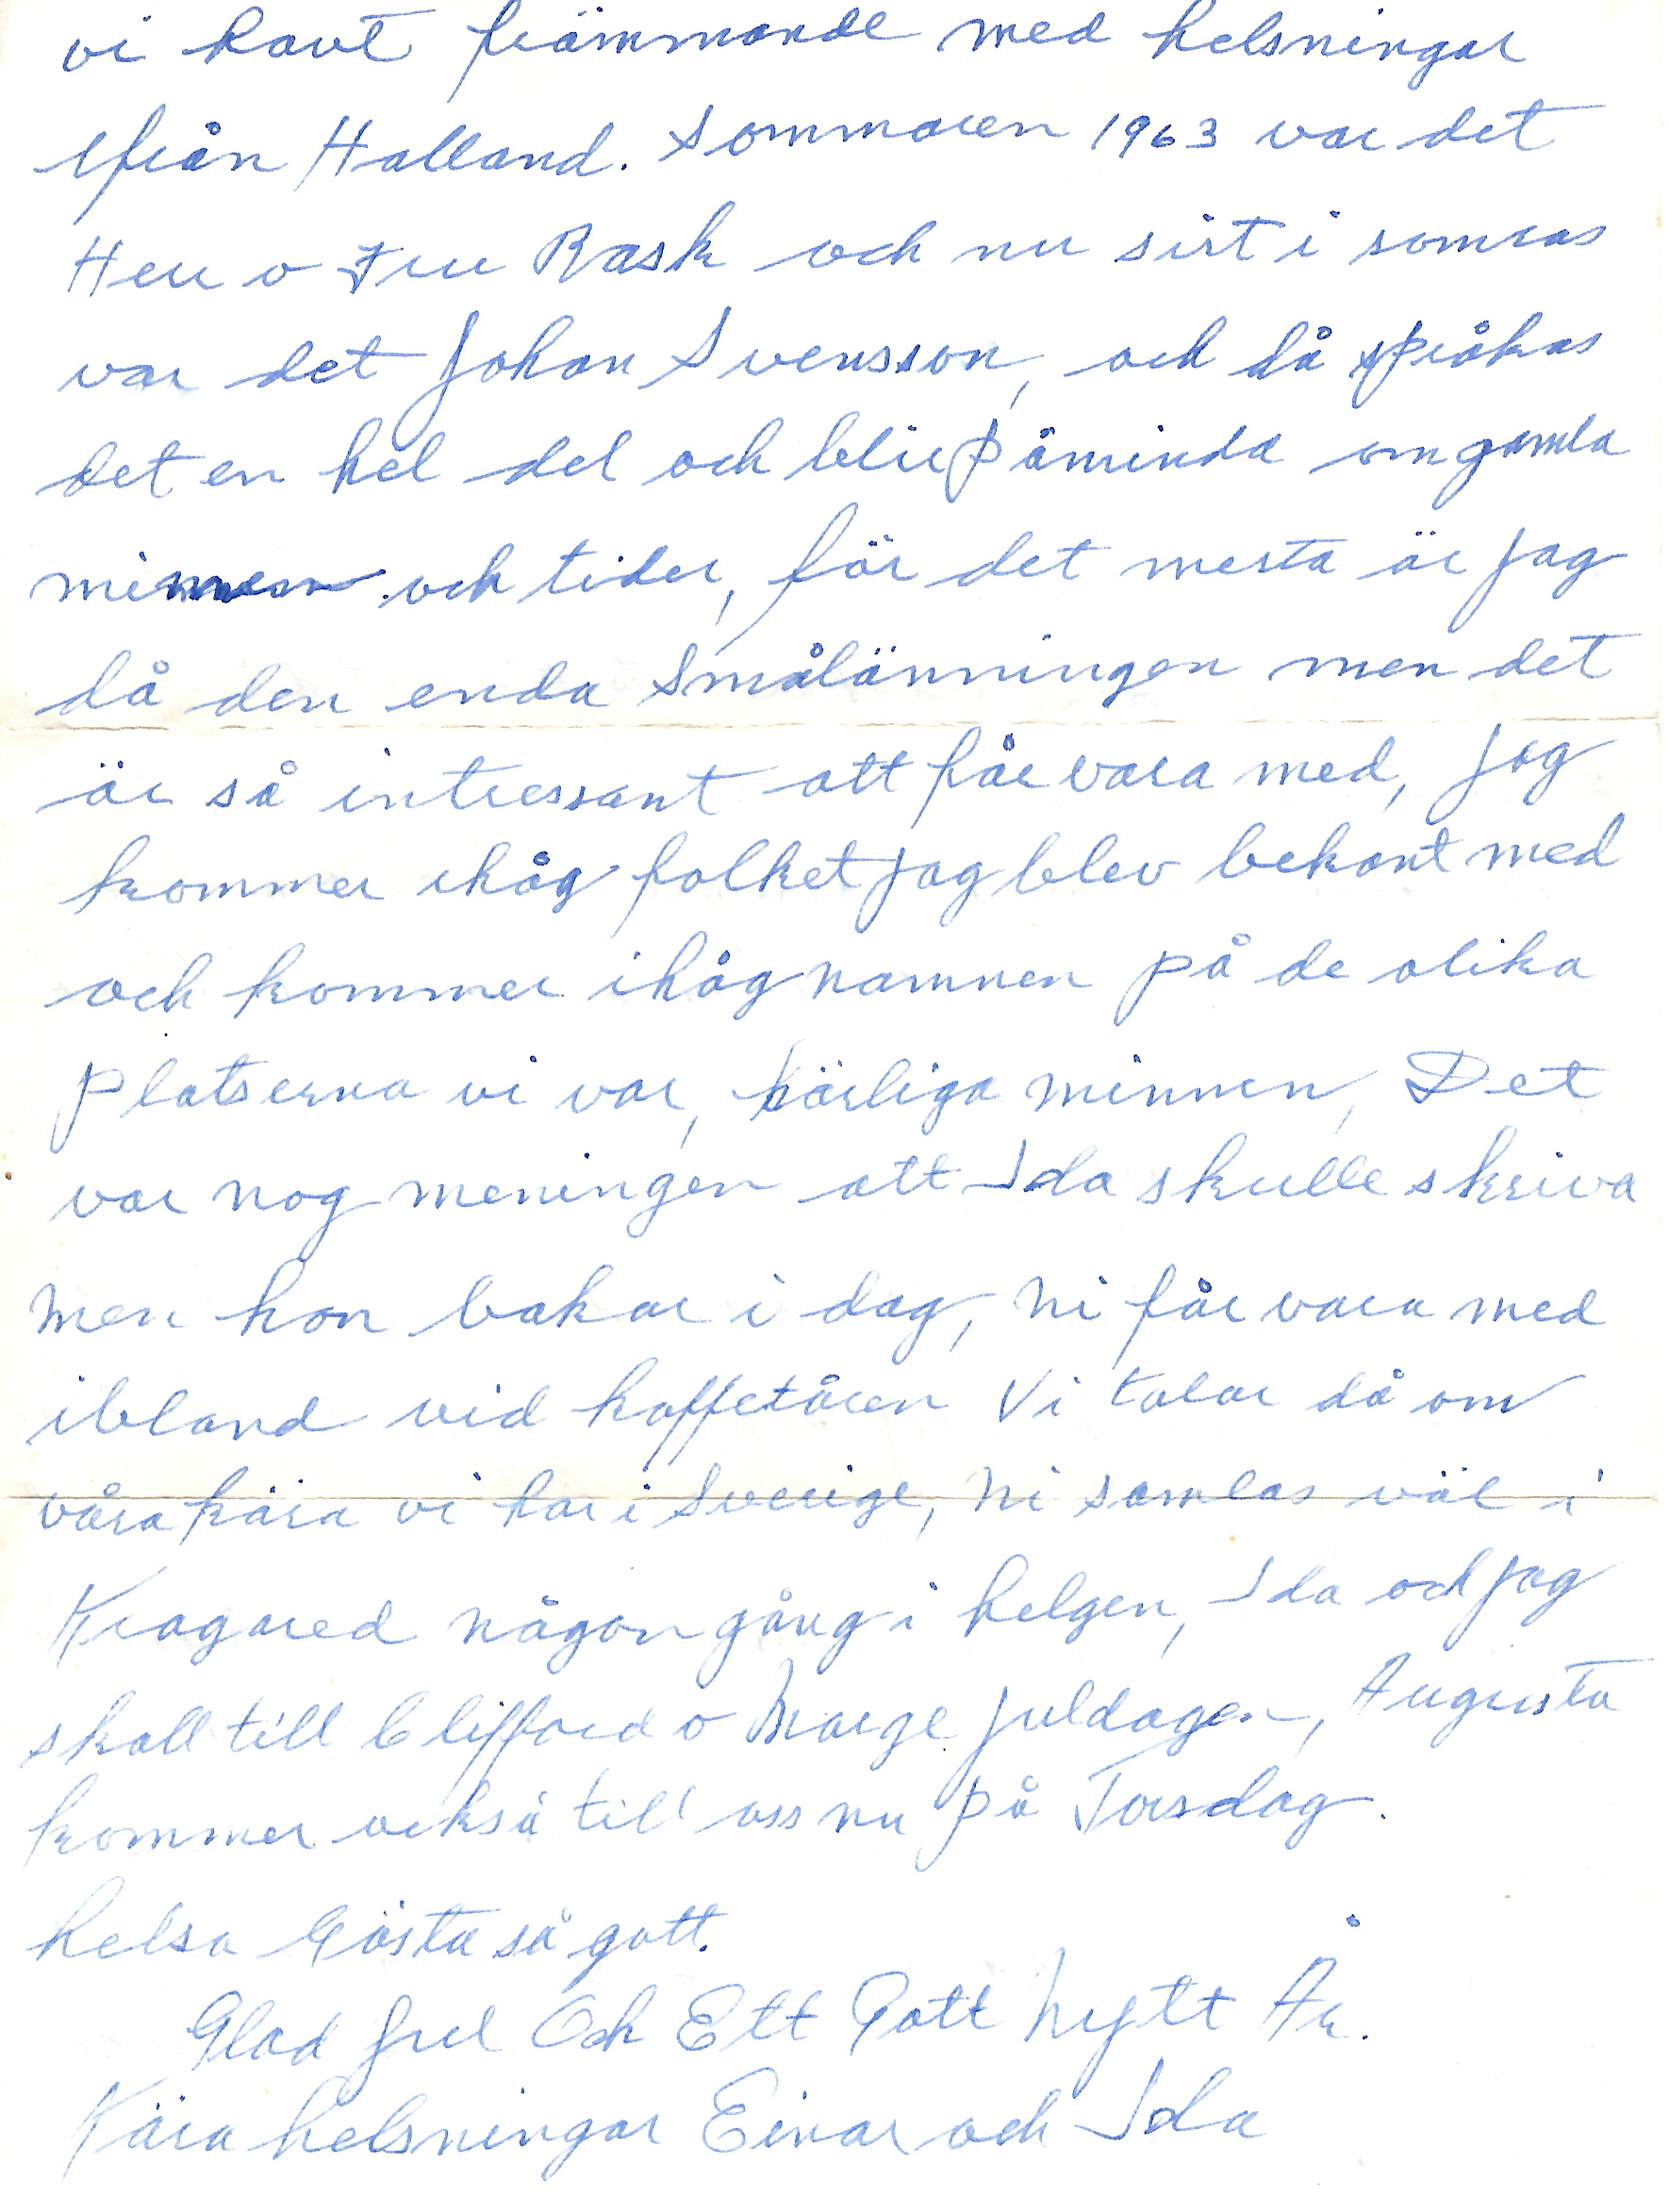 vi havt främmande med helsningar
ifrån Halland. Sommaren 1963 var det
Herr o Fru Rask och nu sist i somras
var det Johan Svensson, och då språkas
det en hel del och blir påminda om gamla
minnen och tider, för det mesta är jag
då den enda Smålänningen men det
är så intressant att får vara med, jag
kommer ihåg folket jag blev bekant med
och kommer ihåg namnen på de olika
platserna vi var, härliga minnen, Det
var nog meningen att Ida skulle skriva
men hon bakar i dag, ni får vara med
ibland vid kaffetåren Vi talar då om
våra kära vi har i Sverige, ni samlas väl i
Kragared någon gång i helgen, Ida och jag
skall till Clifford o Marge juldagen, Augusta
kommer också till oss nu på Torsdag.
helsa Gösta så gott.
Glad Jul Och Ett Gott Nytt År.
Kära helsningar Einar och Ida